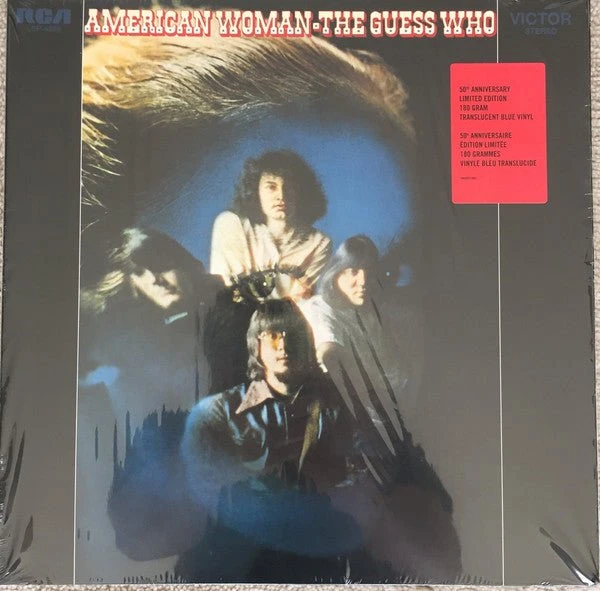 RCA
AMERICAN WOMAN-THE GUESS WHO
VICTOR
STEREO
50th ANNIVERSARY
LIMITED EDITION
180 GRAM
TRANSLUCENT BLUE VINYL
50e ANNIVERSAIRE
ÉDITION LIMITÉE
180 GRAMMES
VINYLE BLEU TRANSLUCIDE